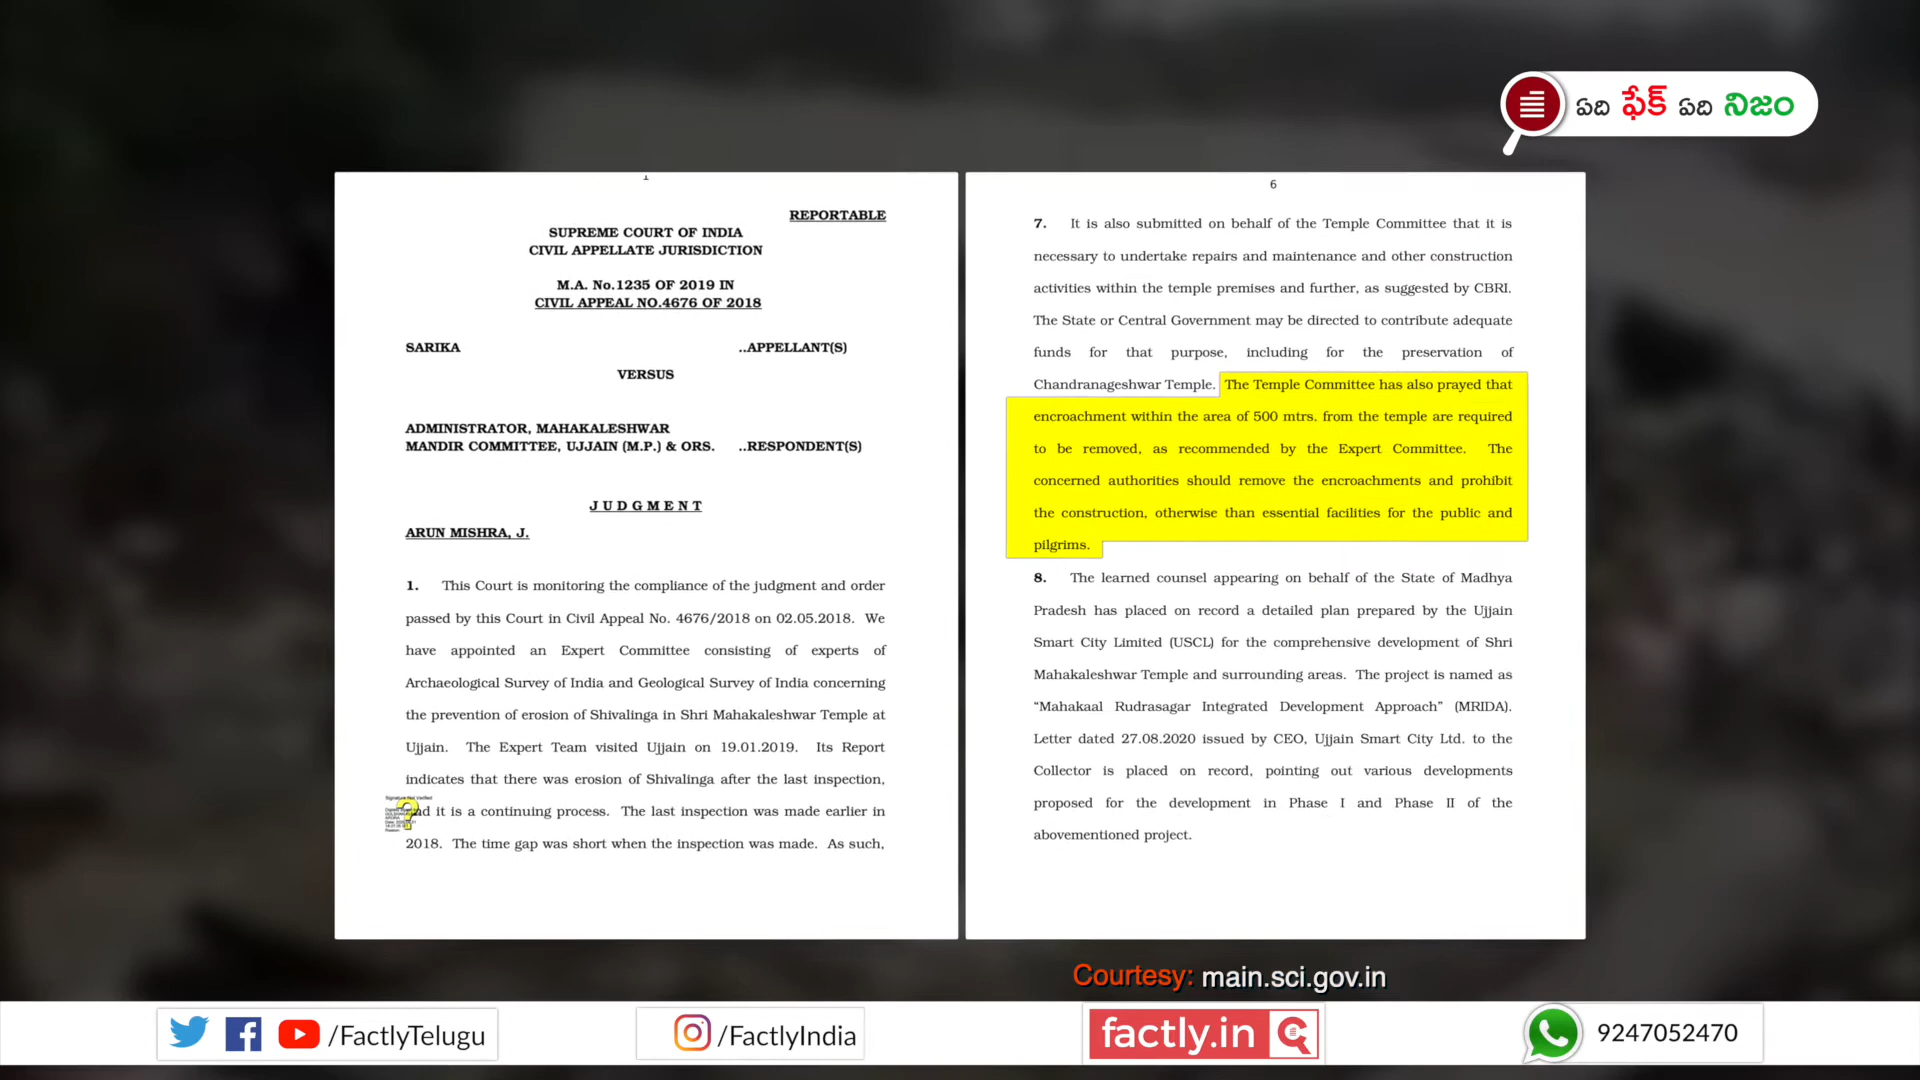 ఏది ఫేక్ ఏది నిజం
1
REPORTABLE
SUPREME COURT OF INDIA
CIVIL APPELLATE JURISDICTION
M.A. No.1235 OF 2019 IN
CIVIL APPEAL NO.4676 OF 2018
SARIKA ..APPELLANT(S)
VERSUS
ADMINISTRATOR, MAHAKALESHWAR
MANDIR COMMITTEE, UJJAIN (M.P.) & ORS. ..RESPONDENT(S)
J U D G M E N T
ARUN MISHRA, J.
1. This Court is monitoring the compliance of the judgment and order
passed by this Court in Civil Appeal No. 4676/2018 on 02.05.2018. We
have appointed an Expert Committee consisting of experts of
Archaeological Survey of India and Geological Survey of India concerning
the prevention of erosion of Shivalinga in Shri Mahakaleshwar Temple at
Ujjain. The Expert Team visited Ujjain on 19.01.2019. Its Report
indicates that there was erosion of Shivalinga after the last inspection,
Signature Not Verified
nd it is a continuing process. The last inspection was made earlier in
2018. The time gap was short when the inspection was made. As such,
6
7. It is also submitted on behalf of the Temple Committee that it is
necessary to undertake repairs and maintenance and other construction
activities within the temple premises and further, as suggested by CBRI.
The State or Central Government may be directed to contribute adequate
funds for that purpose, including for the preservation of
Chandranageshwar Temple. The Temple Committee has also prayed that
encroachment within the area of 500 mtrs. from the temple are required
to be removed, as recommended by the Expert Committee. The
concerned authorities should remove the encroachments and prohibit
the construction, otherwise than essential facilities for the public and
pilgrims.
8. The learned counsel appearing on behalf of the State of Madhya
Pradesh has placed on record a detailed plan prepared by the Ujjain
Smart City Limited (USCL) for the comprehensive development of Shri
Mahakaleshwar Temple and surrounding areas. The project is named as
“Mahakaal Rudrasagar Integrated Development Approach” (MRIDA).
Letter dated 27.08.2020 issued by CEO, Ujjain Smart City Ltd. to the
Collector is placed on record, pointing out various developments
proposed for the development in Phase I and Phase II of the
abovementioned project.
Courtesy: main.sci.gov.in
/FactlyTelugu
/FactlyIndia
factly.in
9247052470